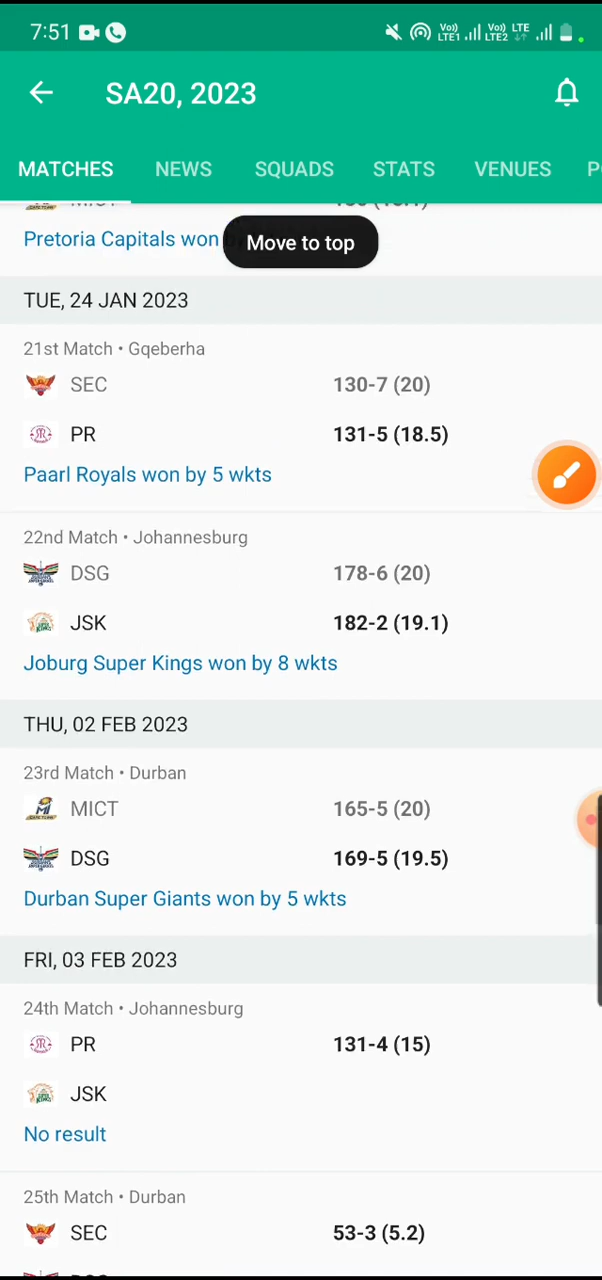 7:51
SA20, 2023
MATCHES NEWS SQUADS STATS VENUES
Pretoria Capitals won
Move to top
TUE, 24 JAN 2023
21st Match • Gqeberha
SEC 130-7 (20)
PR 131-5 (18.5)
Paarl Royals won by 5 wkts
22nd Match • Johannesburg
DSG 178-6 (20)
JSK 182-2 (19.1)
Joburg Super Kings won by 8 wkts
THU, 02 FEB 2023
23rd Match • Durban
MICT 165-5 (20)
DSG 169-5 (19.5)
Durban Super Giants won by 5 wkts
FRI, 03 FEB 2023
24th Match • Johannesburg
PR 131-4 (15)
JSK
No result
25th Match • Durban
SEC 53-3 (5.2)